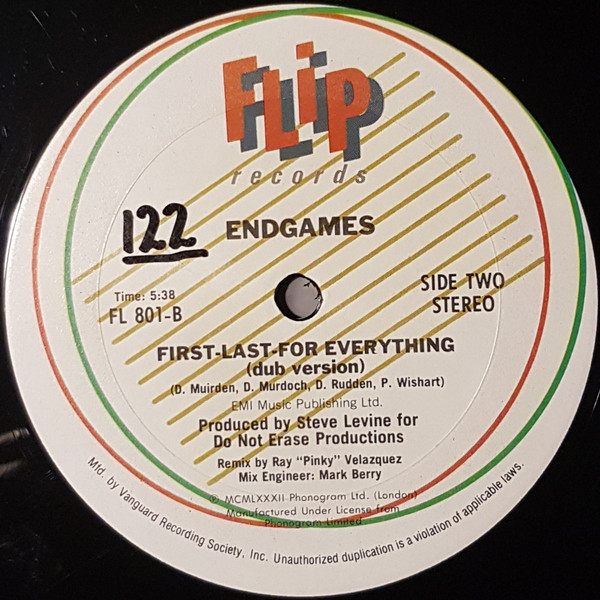 FLiP
records
122
ENDGAMES
Time: 5:38
FL 801-B
SIDE TWO
STEREO
FIRST-LAST-FOR EVERYTHING
(dub version)
(D. Muirden, D. Murdoch, D. Rudden, P. Wishart)
EMI Music Publishing Ltd.
Produced by Steve Levine for
Do Not Erase Productions
Remix by Ray "Pinky" Velazquez
Mix Engineer: Mark Berry
℗ MCMLXXXII Phonogram Ltd. (London)
Manufactured Under License from
Phonogram Limited
Mfd. by Vanguard Recording Society, Inc. Unauthorized duplication is a violation of applicable laws.